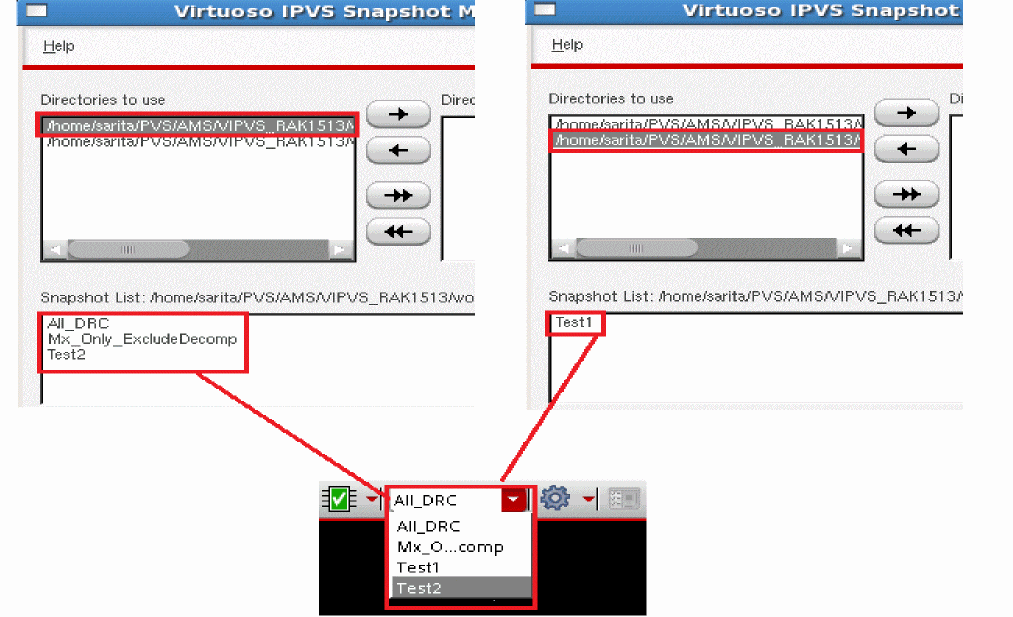 Virtuoso IPVS Snapshot M
Help
Directories to use
Direc
/home/sarita/PVS/AMS/VIPVS_RAK1513/w
/home/sarita/PVS/AMS/VIPVS_RAK1513/w
Snapshot List: /home/sarita/PVS/AMS/VIPVS_RAK1513/wo
All_DRC
Mx_Only_ExcludeDecomp
Test2
Virtuoso IPVS Snapshot
Help
Directories to use
Di
/home/sarita/PVS/AMS/VIPVS_RAK1513/w
/home/sarita/PVS/AMS/VIPVS_RAK1513/
Snapshot List: /home/sarita/PVS/AMS/VIPVS_RAK1513/w
Test1
All_DRC
All_DRC
Mx_O...comp
Test1
Test2